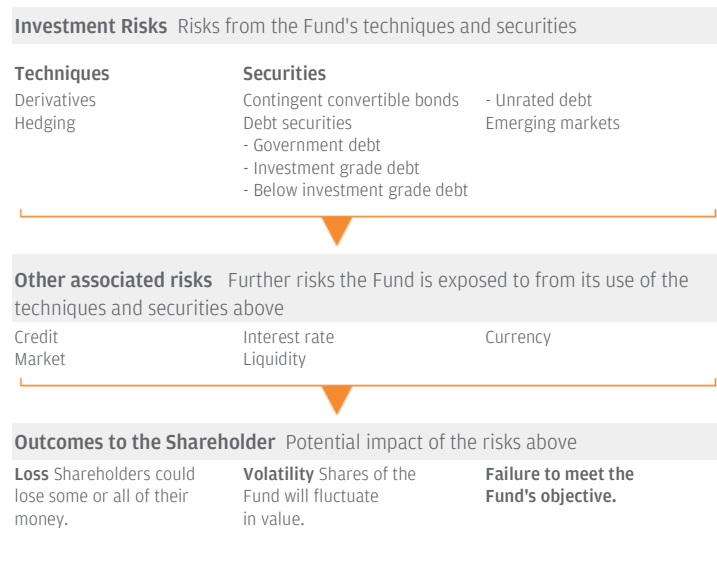 Investment Risks Risks from the Fund's techniques and securities
Techniques
Derivatives
Hedging
Securities
Contingent convertible bonds
Debt securities
- Government debt
- Investment grade debt
- Below investment grade debt
- Unrated debt
Emerging markets
Other associated risks Further risks the Fund is exposed to from its use of the
techniques and securities above
Credit
Market
Interest rate
Liquidity
Currency
Outcomes to the Shareholder Potential impact of the risks above
Loss Shareholders could
lose some or all of their
money.
Volatility Shares of the
Fund will fluctuate
in value.
Failure to meet the
Fund's objective.